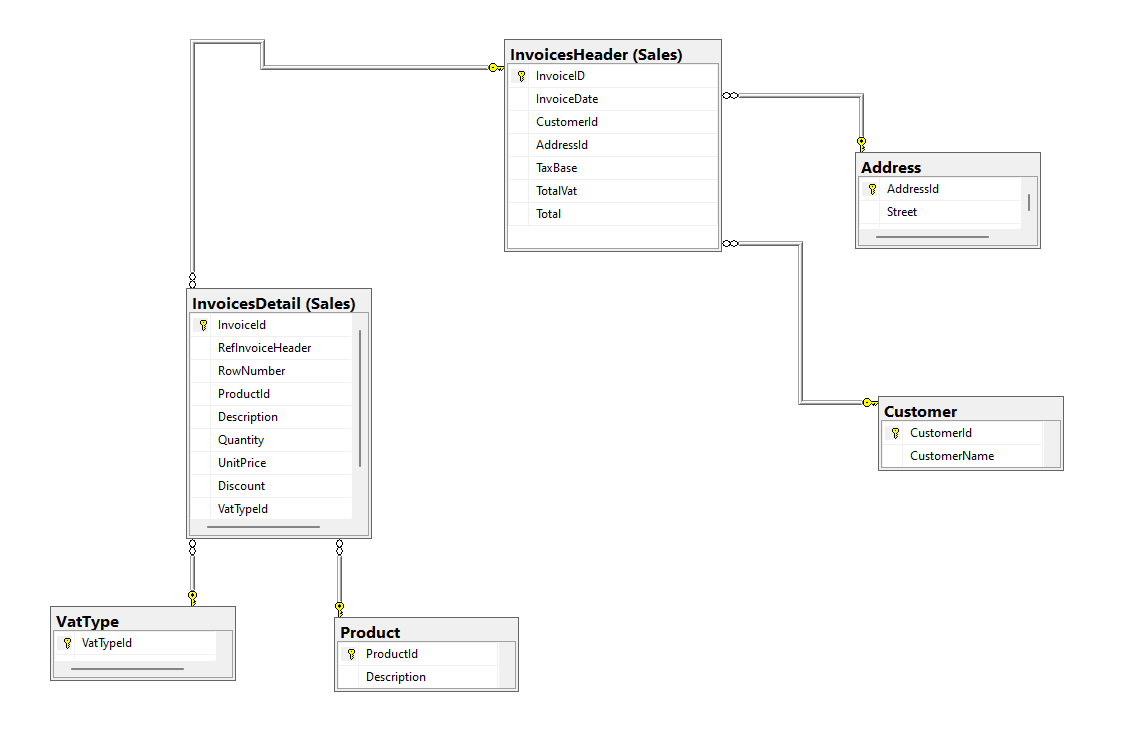 InvoicesHeader (Sales)
InvoiceID
InvoiceDate
CustomerId
AddressId
TaxBase
TotalVat
Total
Address
AddressId
Street
InvoicesDetail (Sales)
InvoiceId
RefInvoiceHeader
RowNumber
ProductId
Description
Quantity
UnitPrice
Discount
VatTypeId
Customer
CustomerId
CustomerName
VatType
VatTypeId
Product
ProductId
Description